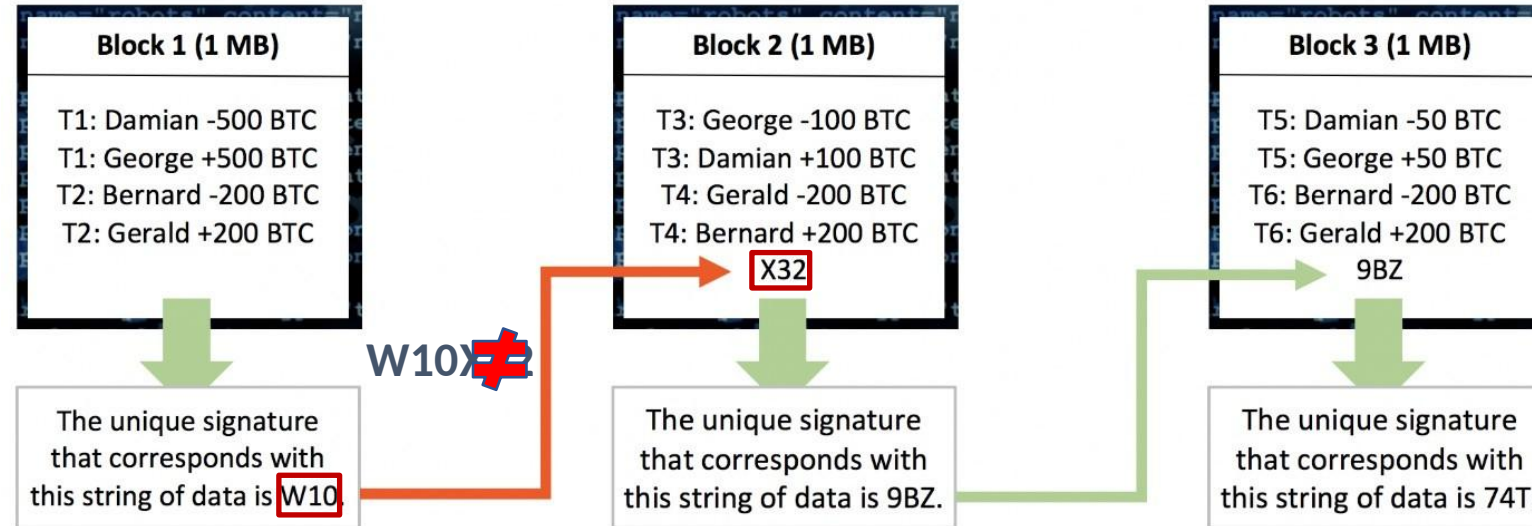 Block 1 (1 MB)
T1: Damian -500 BTC
T1: George +500 BTC
T2: Bernard -200 BTC
T2: Gerald +200 BTC
The unique signature
that corresponds with
this string of data is W10.
W10
Block 2 (1 MB)
T3: George -100 BTC
T3: Damian +100 BTC
T4: Gerald -200 BTC
T4: Bernard +200 BTC
X32
The unique signature
that corresponds with
this string of data is 9BZ.
Block 3 (1 MB)
T5: Damian -50 BTC
T5: George +50 BTC
T6: Bernard -200 BTC
T6: Gerald +200 BTC
9BZ
The unique signature
that corresponds with
this string of data is 74T